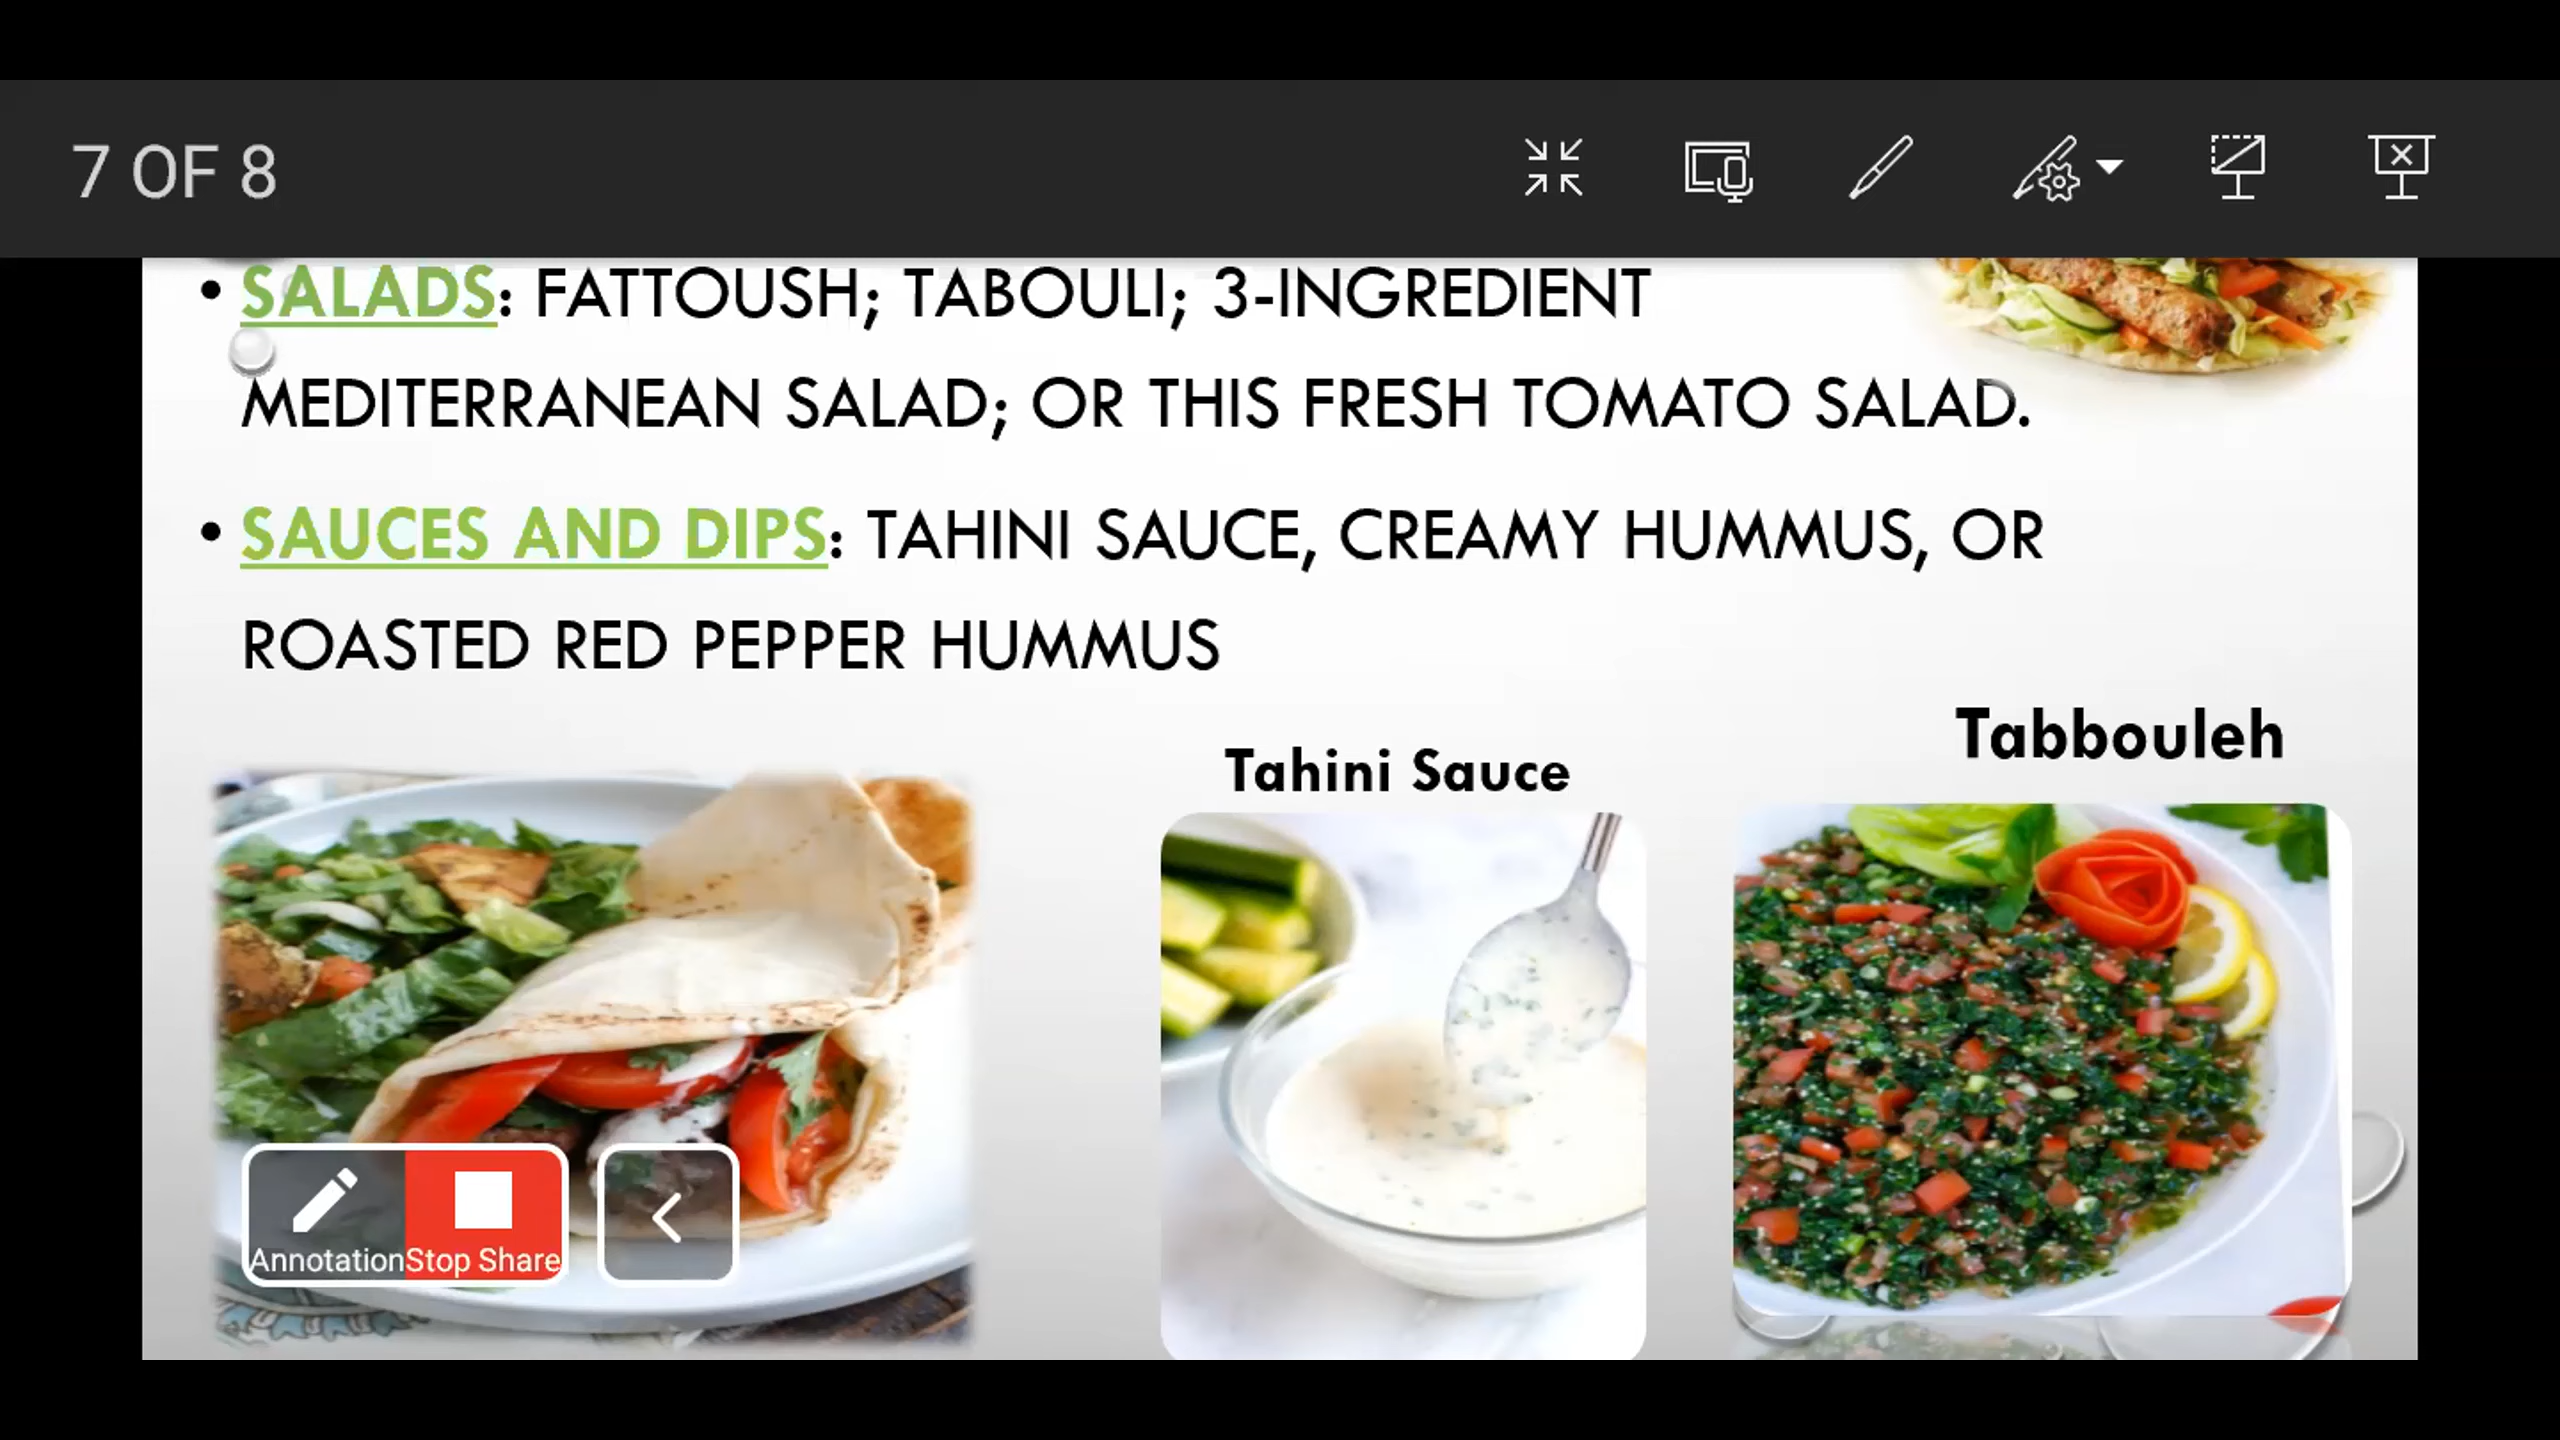 7 OF 8
• SALADS: FATTOUSH; TABOULI; 3-INGREDIENT
MEDITERRANEAN SALAD; OR THIS FRESH TOMATO SALAD.
• SAUCES AND DIPS: TAHINI SAUCE, CREAMY HUMMUS, OR
ROASTED RED PEPPER HUMMUS
Tabbouleh
Tahini Sauce
Annotation Stop Share